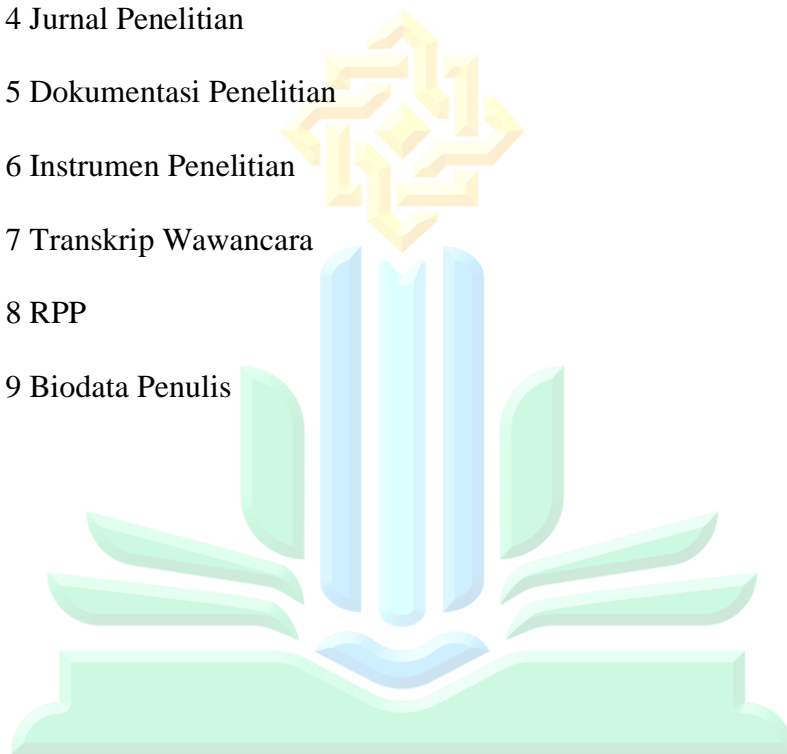 4 Jurnal Penelitian
5 Dokumentasi Penelitian
6 Instrumen Penelitian
7 Transkrip Wawancara
8 RPP
9 Biodata Penulis